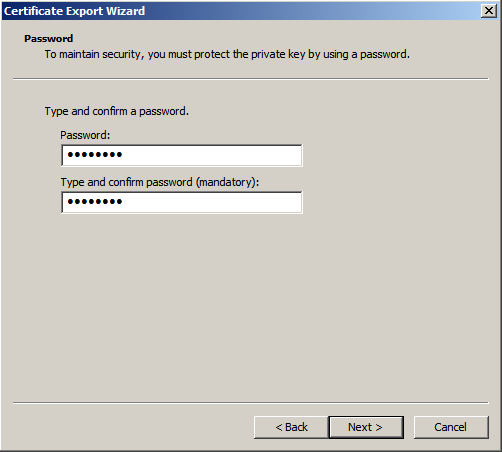 Certificate Export Wizard
Password
To maintain security, you must protect the private key by using a password.
Type and confirm a password.
Password:
••••••••
Type and confirm password (mandatory):
••••••••
< Back Next > Cancel